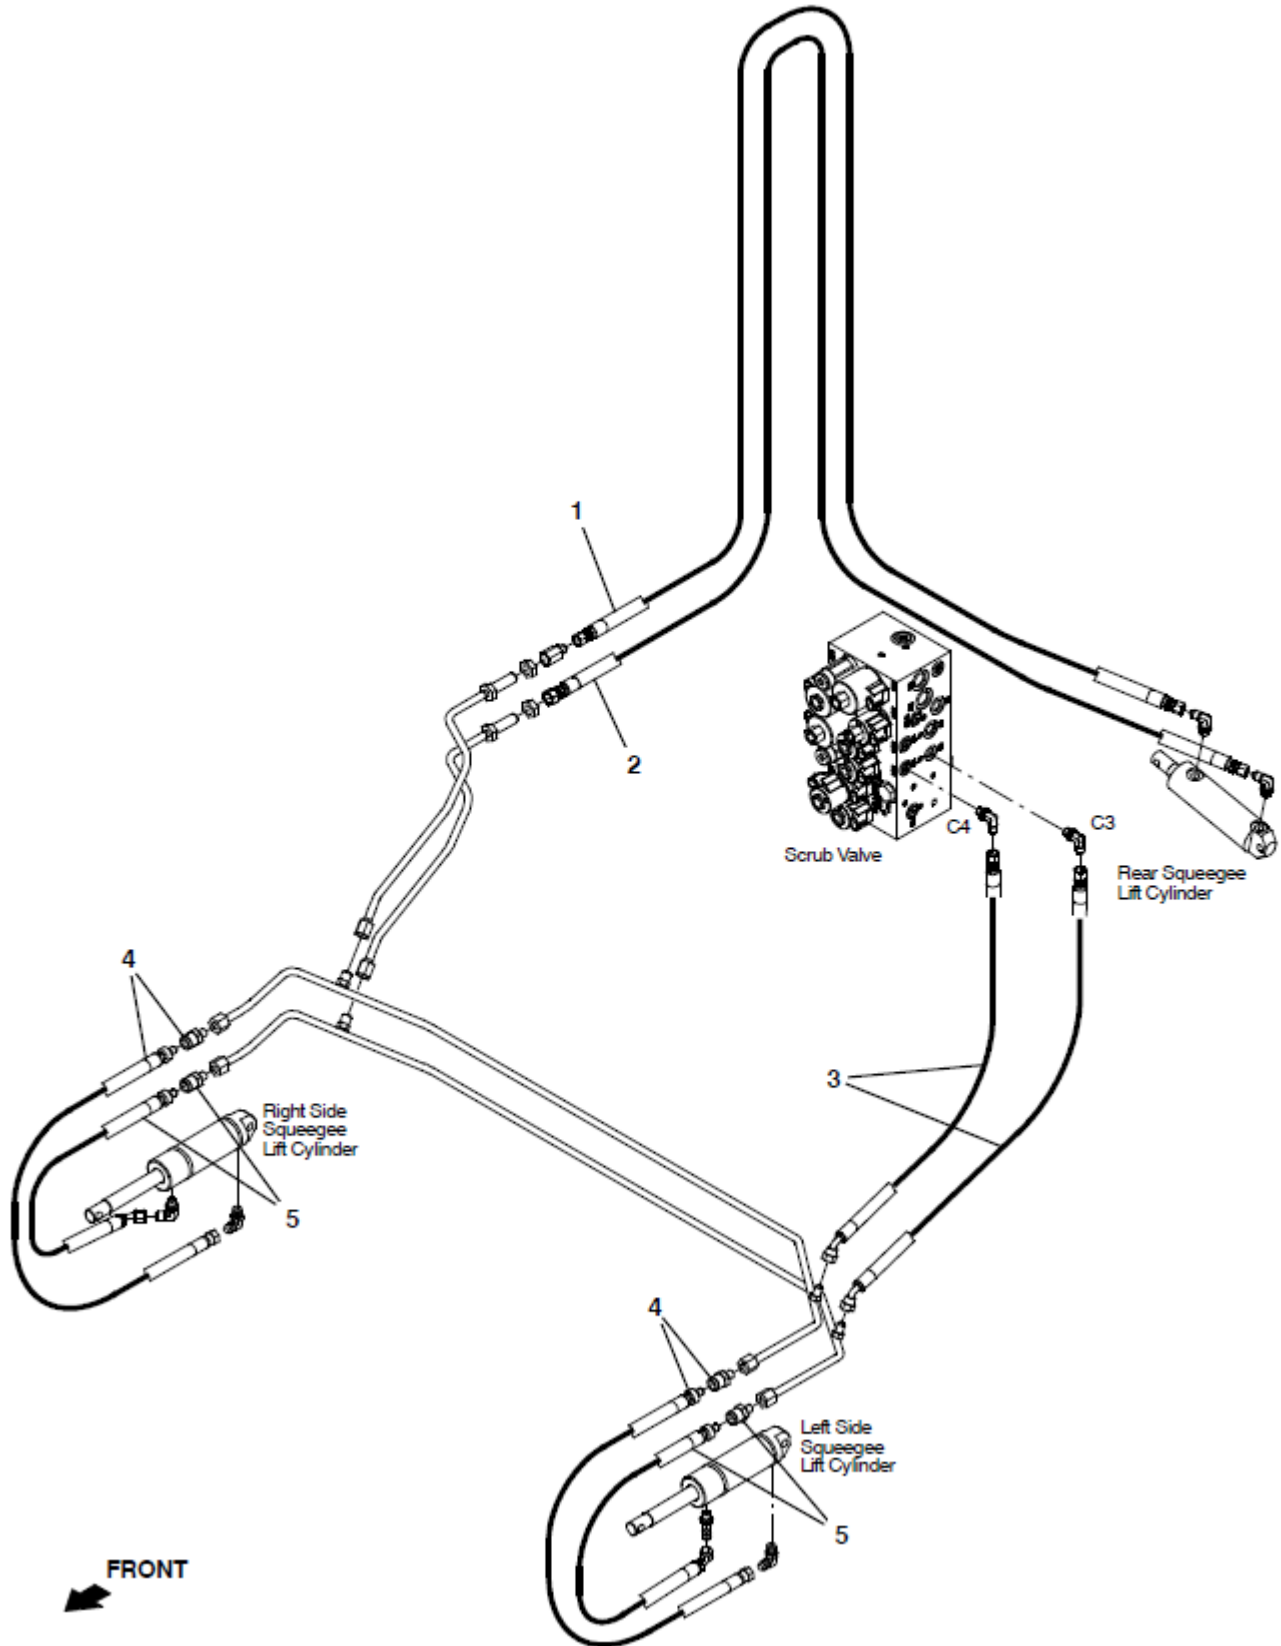 1
2
C4
C3
Scrub Valve
Rear Squeegee
Lift Cylinder
4
3
Right Side
Squeegee
Lift Cylinder
5
4
Left Side
Squeegee
Lift Cylinder
5
FRONT